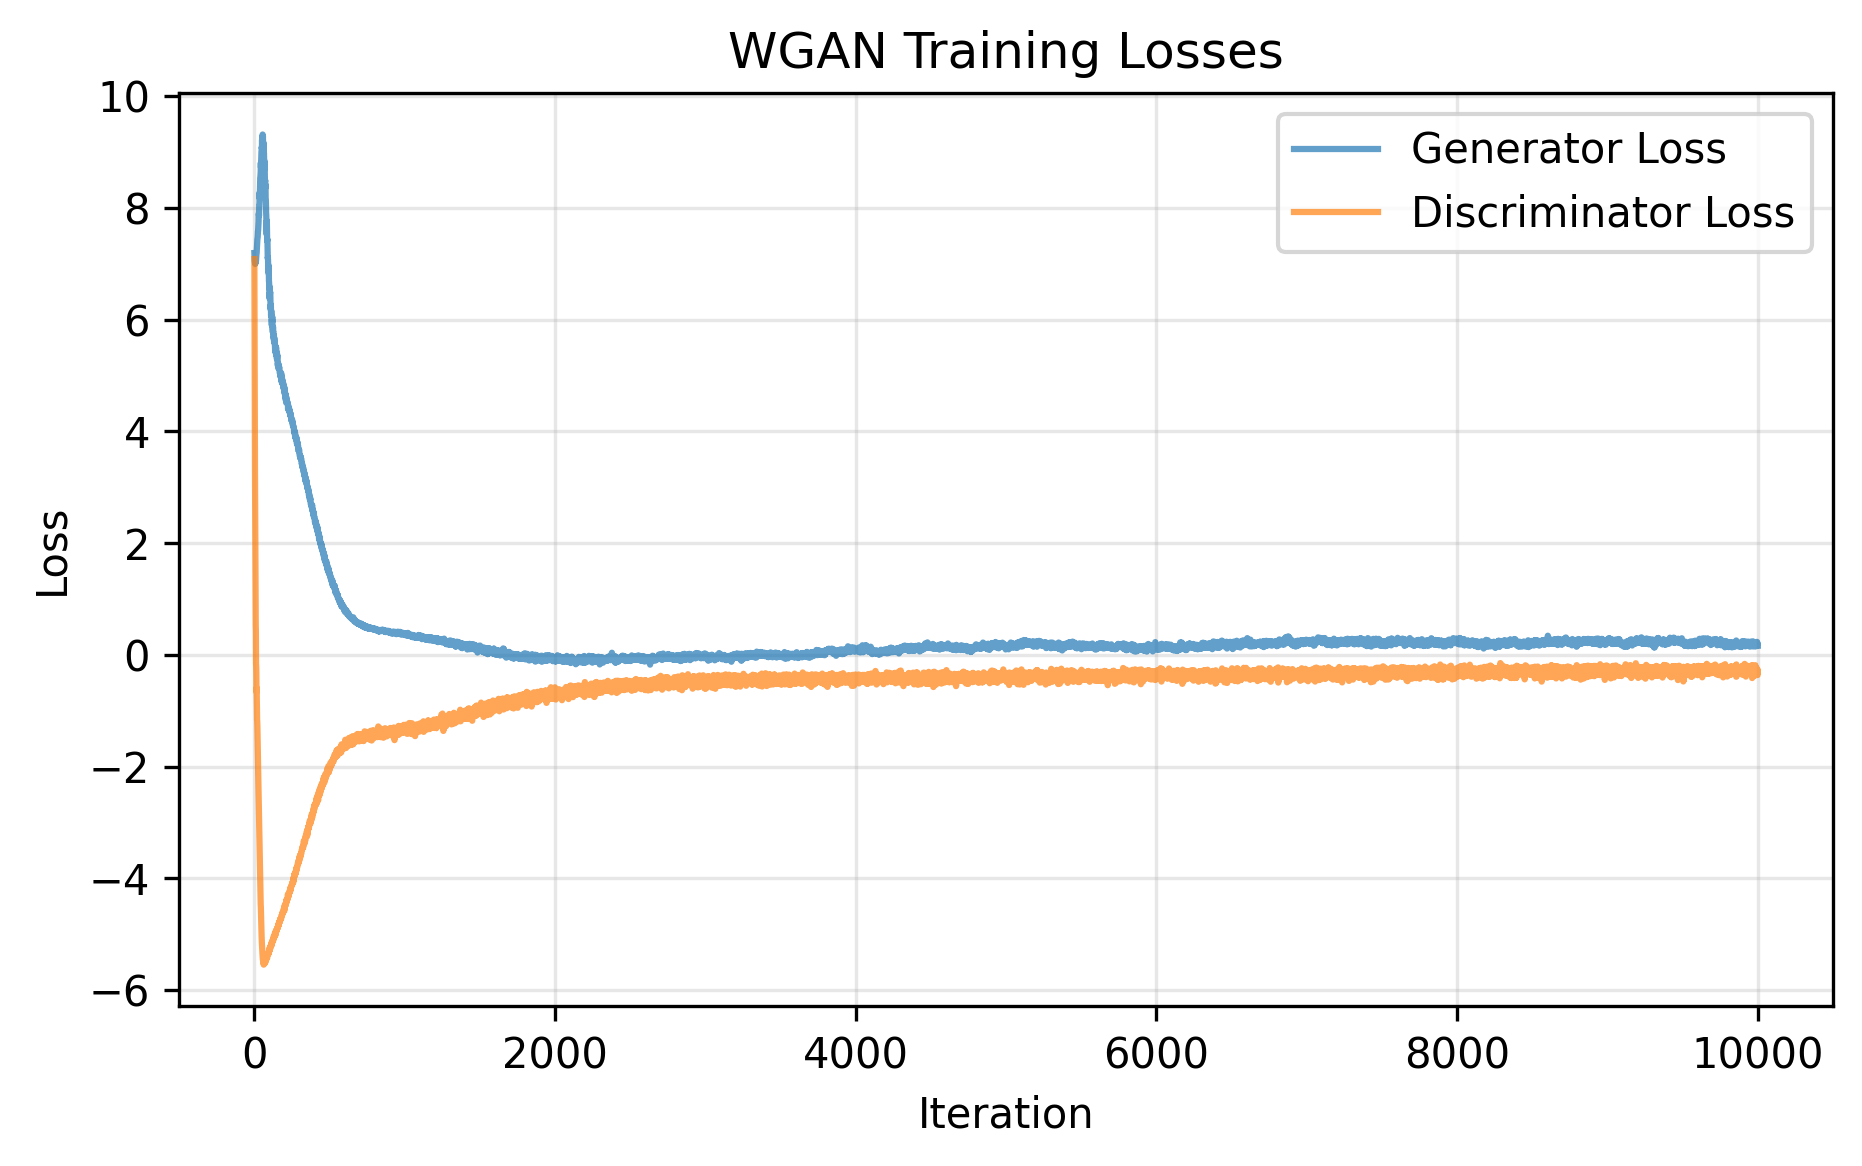 WGAN Training Losses
Generator Loss
Discriminator Loss
Loss
10
8
6
4
2
0
−2
−4
−6
0 2000 4000 6000 8000 10000
Iteration